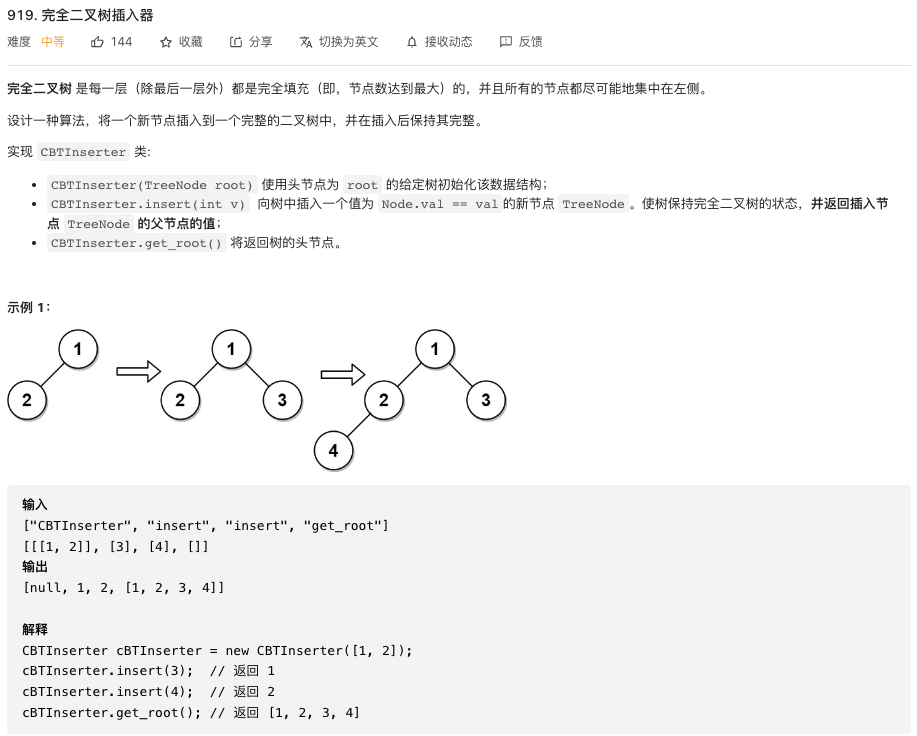 919. 完全二叉树插入器
难度 中等 144 收藏 分享 切换为英文 接收动态 反馈
完全二叉树 是每一层（除最后一层外）都是完全填充（即，节点数达到最大）的，并且所有的节点都尽可能地集中在左侧。
设计一种算法，将一个新节点插入到一个完整的二叉树中，并在插入后保持其完整。
实现 CBTInserter 类:
• CBTInserter(TreeNode root) 使用头节点为 root 的给定树初始化该数据结构；
• CBTInserter.insert(int v) 向树中插入一个值为 Node.val == val的新节点 TreeNode。使树保持完全二叉树的状态，并返回插入节
点 TreeNode 的父节点的值；
• CBTInserter.get_root() 将返回树的头节点。
示例 1：
1 1 1
2 2 3 2 3
4
输入
["CBTInserter", "insert", "insert", "get_root"]
[[[1, 2]], [3], [4], []]
输出
[null, 1, 2, [1, 2, 3, 4]]
解释
CBTInserter cBTInserter = new CBTInserter([1, 2]);
cBTInserter.insert(3);  // 返回 1
cBTInserter.insert(4);  // 返回 2
cBTInserter.get_root(); // 返回 [1, 2, 3, 4]